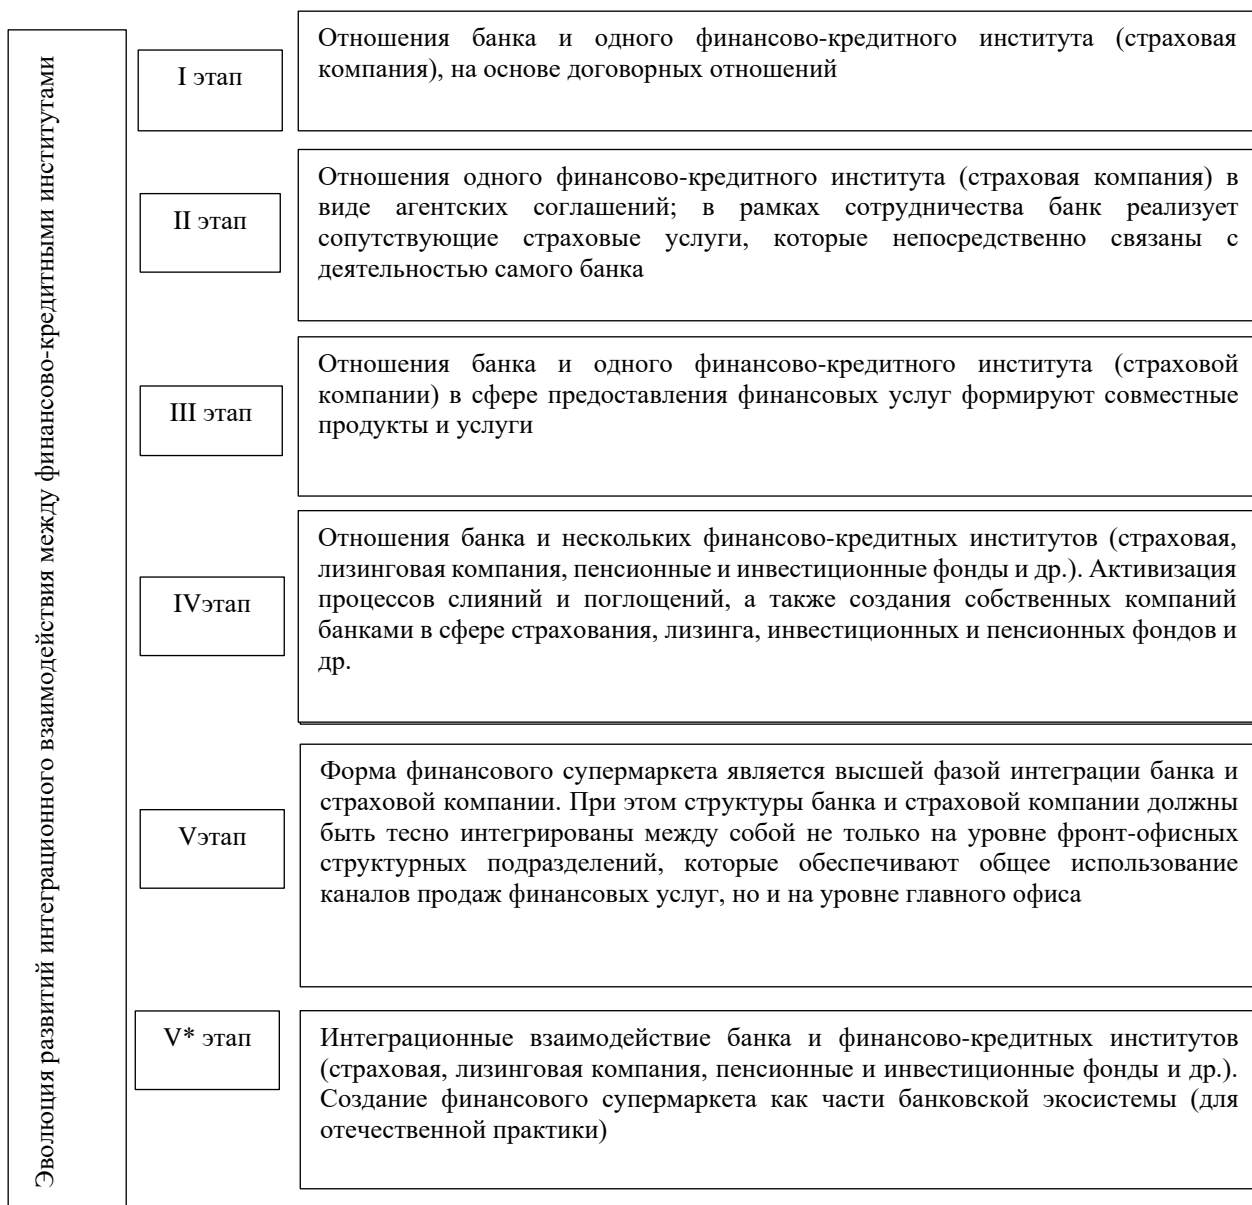 Эволюция развитий интеграционного взаимодействия между финансово-кредитными институтами
I этап
Отношения банка и одного финансово-кредитного института (страховая
компания), на основе договорных отношений
II этап
Отношения одного финансово-кредитного института (страховая компания) в
виде агентских соглашений; в рамках сотрудничества банк реализует
сопутствующие страховые услуги, которые непосредственно связаны с
деятельностью самого банка
III этап
Отношения банка и одного финансово-кредитного института (страховой
компании) в сфере предоставления финансовых услуг формируют совместные
продукты и услуги
IVэтап
Отношения банка и нескольких финансово-кредитных институтов (страховая,
лизинговая компания, пенсионные и инвестиционные фонды и др.). Активизация
процессов слияний и поглощений, а также создания собственных компаний
банками в сфере страхования, лизинга, инвестиционных и пенсионных фондов и
др.
Vэтап
Форма финансового супермаркета является высшей фазой интеграции банка и
страховой компании. При этом структуры банка и страховой компании должны
быть тесно интегрированы между собой не только на уровне фронт-офисных
структурных подразделений, которые обеспечивают общее использование
каналов продаж финансовых услуг, но и на уровне главного офиса
V* этап
Интеграционные взаимодействие банка и финансово-кредитных институтов
(страховая, лизинговая компания, пенсионные и инвестиционные фонды и др.).
Создание финансового супермаркета как части банковской экосистемы (для
отечественной практики)